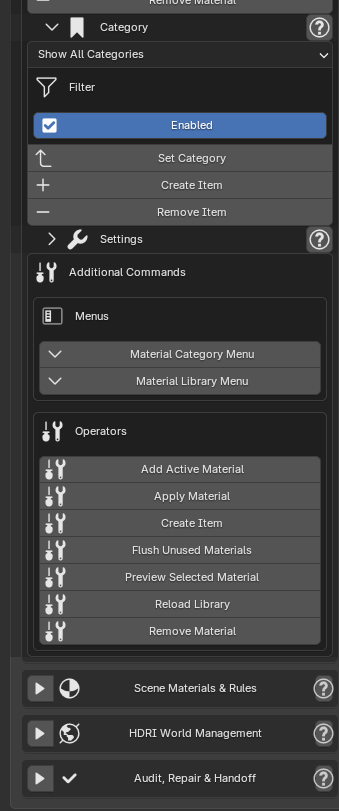 Remove Material
Category
?
Show All Categories
Filter
Enabled
Set Category
Create Item
Remove Item
Settings
?
Additional Commands
Menus
Material Category Menu
Material Library Menu
Operators
Add Active Material
Apply Material
Create Item
Flush Unused Materials
Preview Selected Material
Reload Library
Remove Material
Scene Materials & Rules
?
HDRI World Management
?
Audit, Repair & Handoff
?